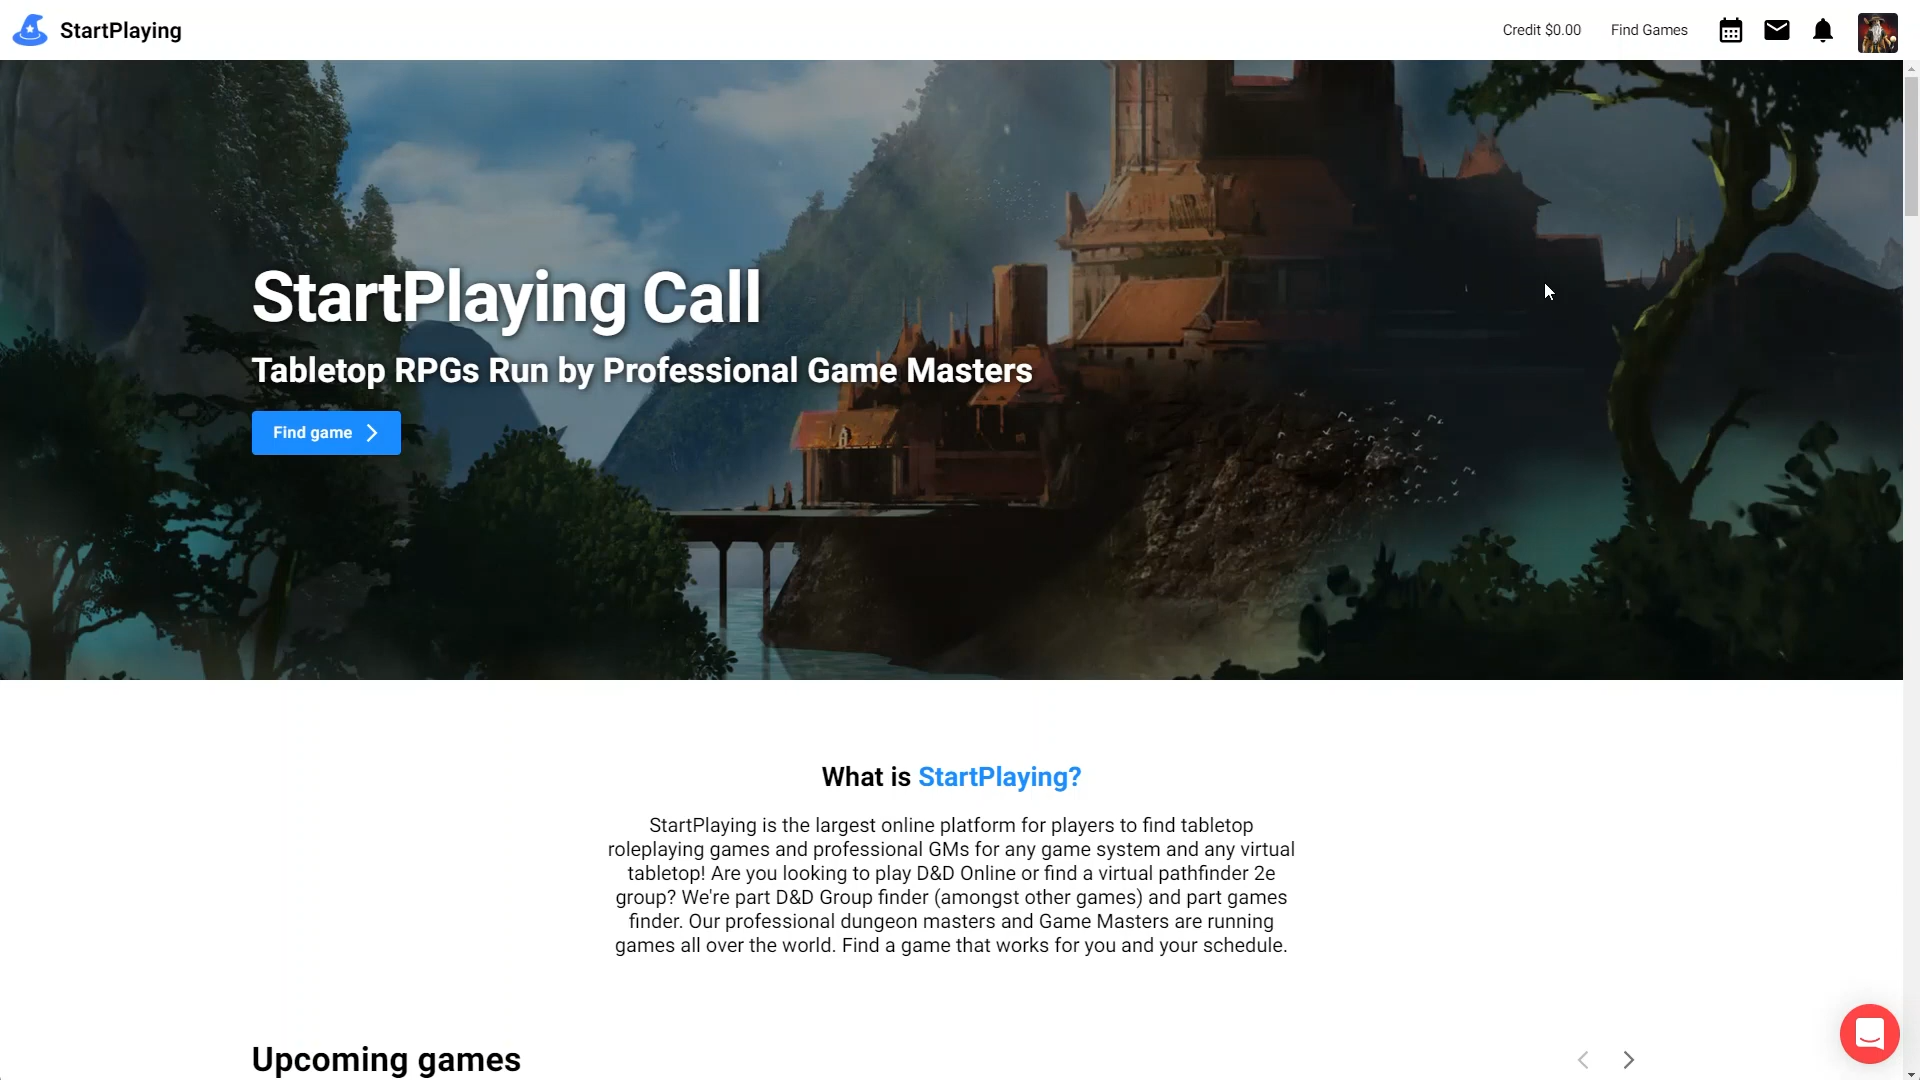 StartPlaying
Credit $0.00
Find Games
StartPlaying Call
Tabletop RPGs Run by Professional Game Masters
Find game
What is StartPlaying?
StartPlaying is the largest online platform for players to find tabletop
roleplaying games and professional GMs for any game system and any virtual
tabletop! Are you looking to play D&D Online or find a virtual pathfinder 2e
group? We're part D&D Group finder (amongst other games) and part games
finder. Our professional dungeon masters and Game Masters are running
games all over the world. Find a game that works for you and your schedule.
Upcoming games